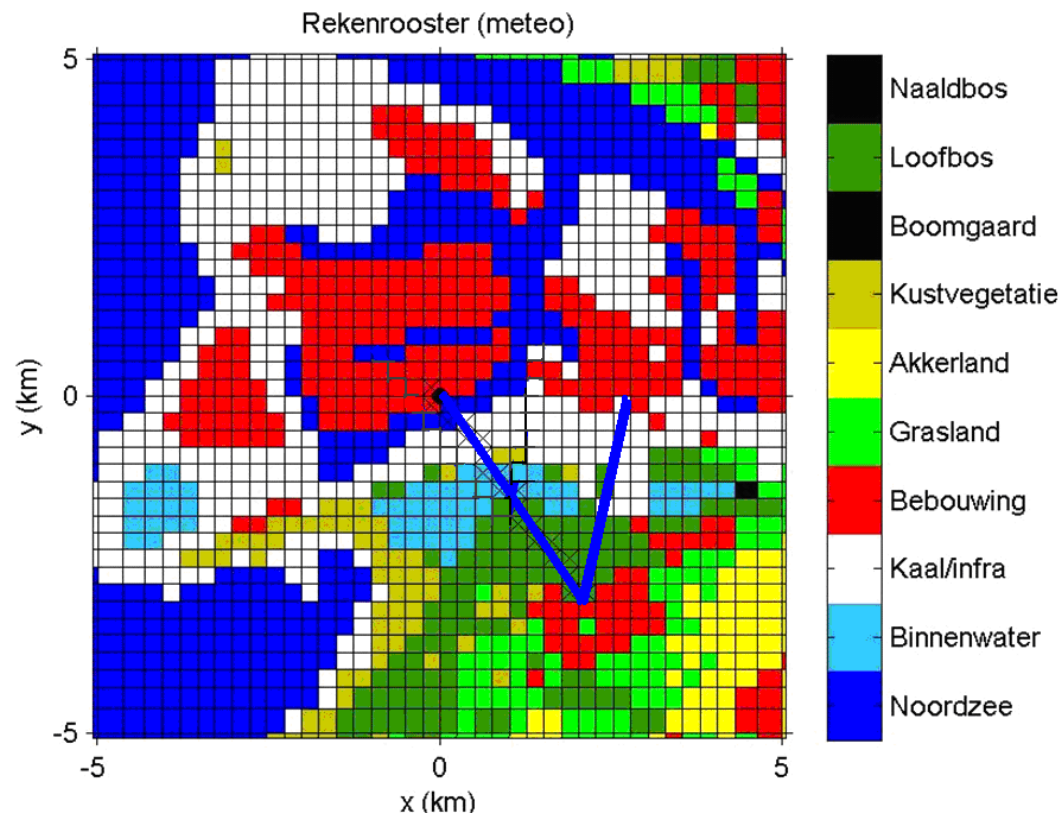 Rekenrooster (meteo)
5
0
-5
y (km)
-5
0
5
x (km)
Naaldbos
Loofbos
Boomgaard
Kustvegetatie
Akkerland
Grasland
Bebouwing
Kaal/infra
Binnenwater
Noordzee